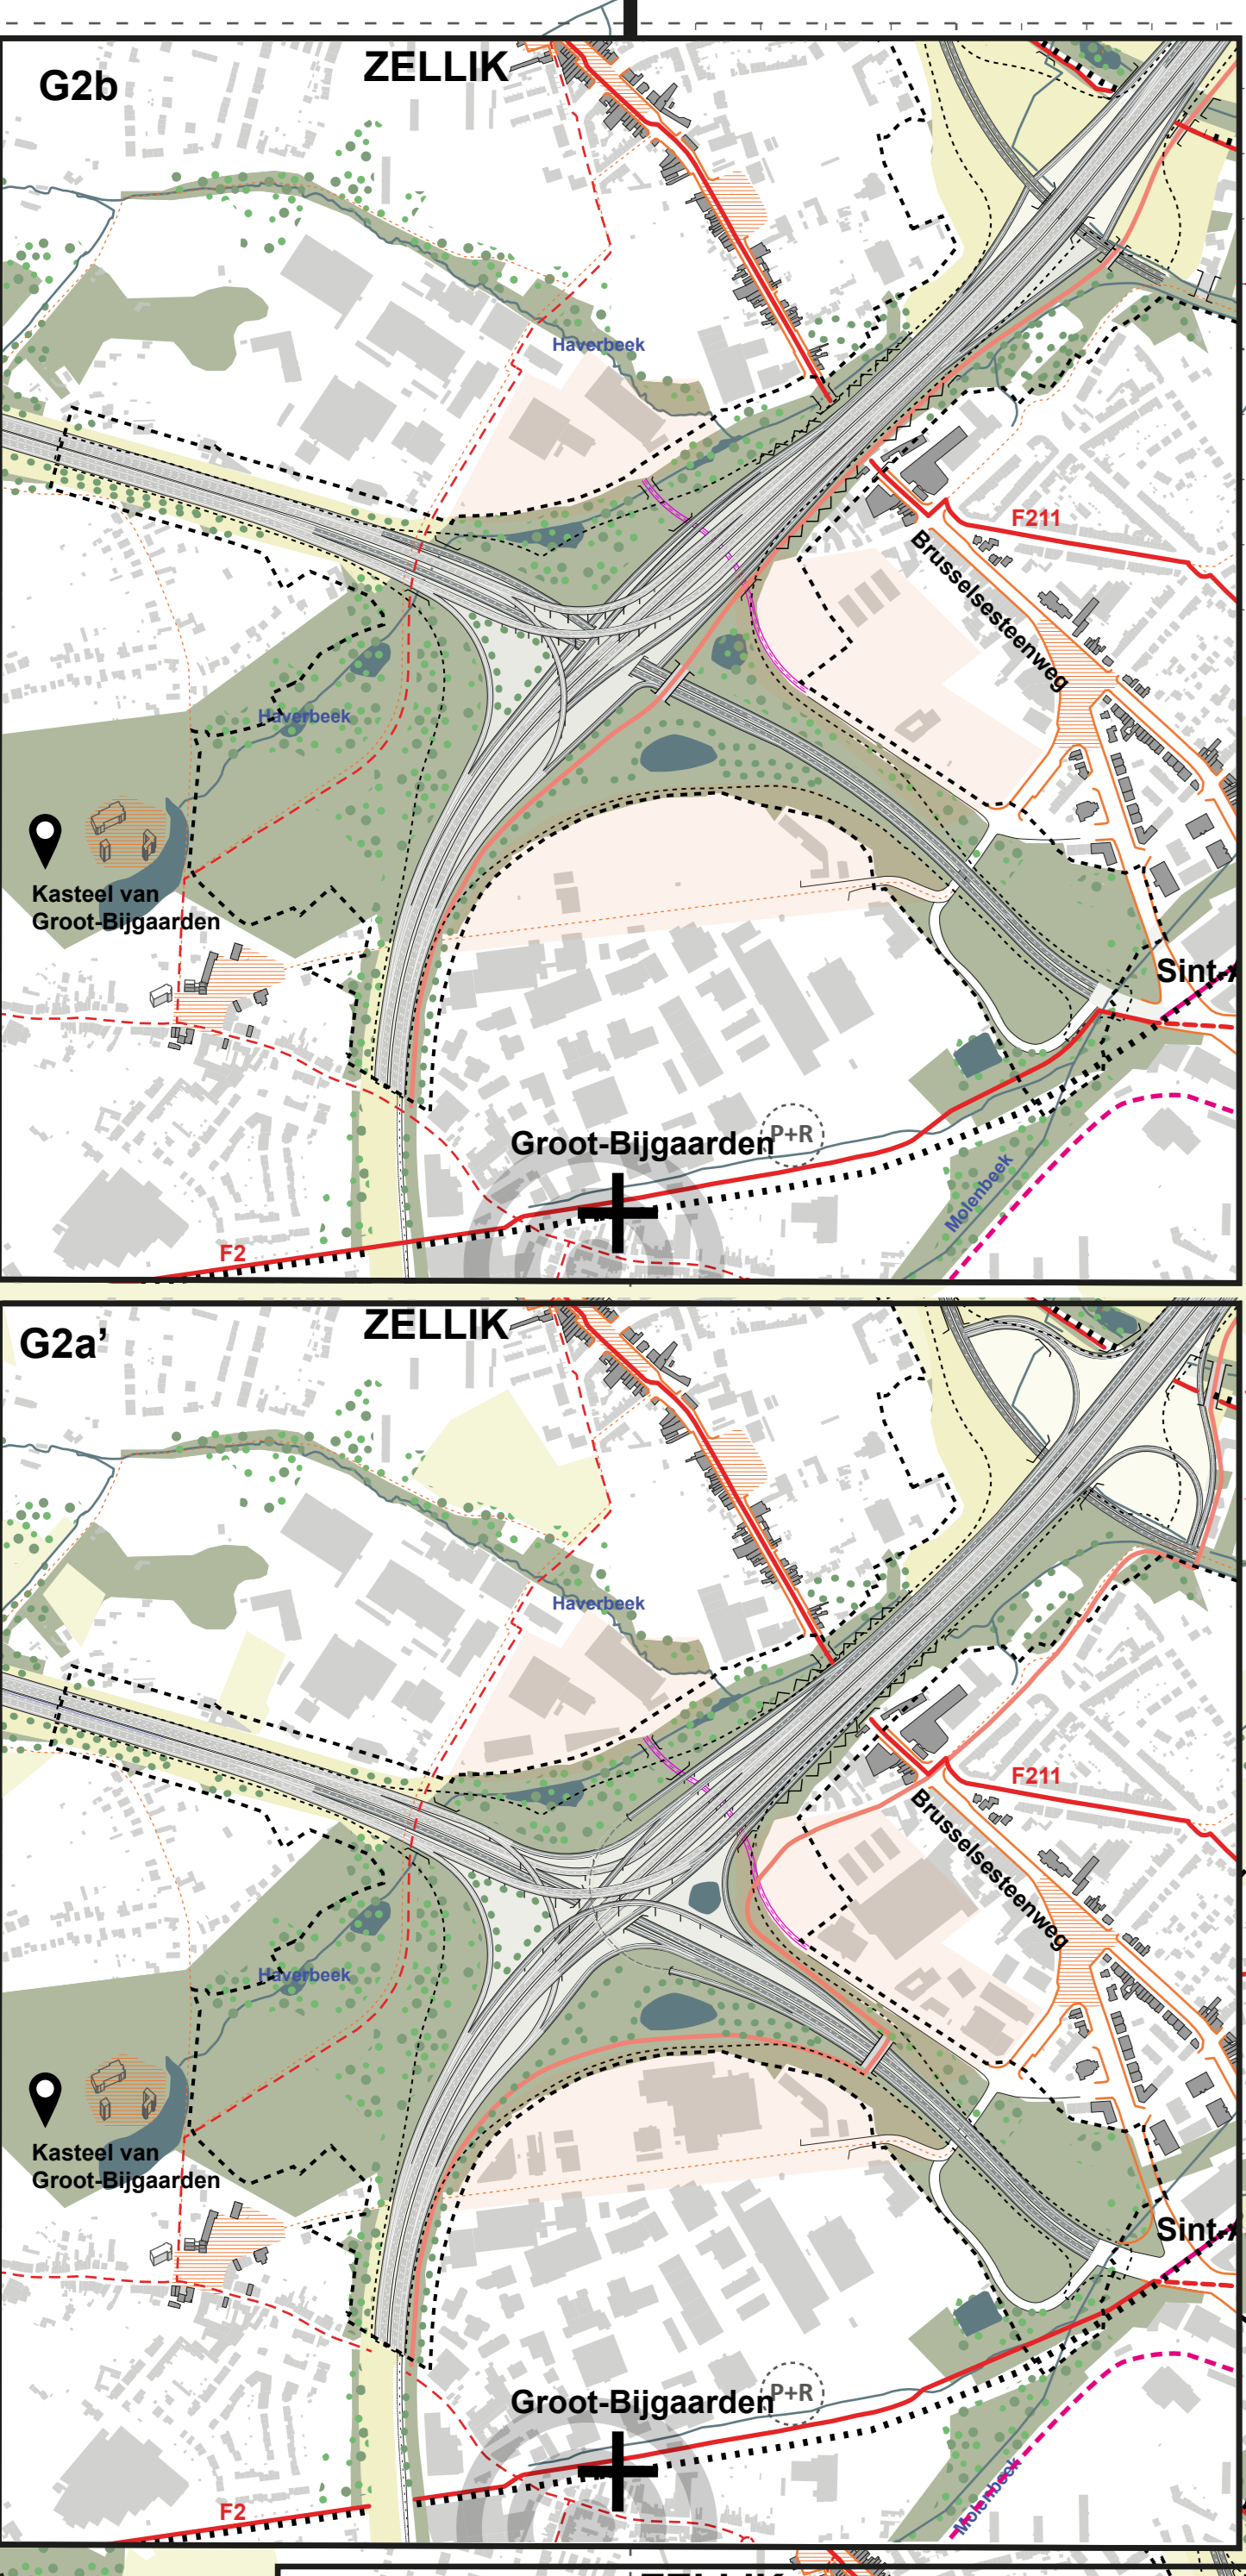 G2b
ZELLIK
Haverbeek
F211
Brusselsesteenweg
Haverbeek
Kasteel van
Groot-Bijgaarden
Sint-
Groot-Bijgaarden
P+R
Molenbeek
F2
G2a’
ZELLIK
Haverbeek
F211
Brusselsesteenweg
Haverbeek
Kasteel van
Groot-Bijgaarden
Sint-
Groot-Bijgaarden
P+R
Molenbeek
F2
ZELLIK